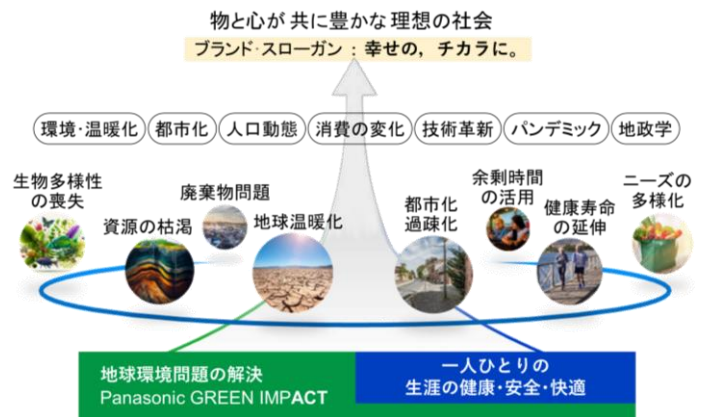 物と心が 共に豊かな 理想の社会
ブランド・スローガン : 幸せの, チカラに。
環境・温暖化
都市化
人口動態
消費の変化
技術革新
パンデミック
地政学
生物多様性
の喪失
資源の枯渇
廃棄物問題
地球温暖化
都市化
過疎化
余剰時間
の活用
健康寿命
の延伸
ニーズの
多様化
地球環境問題の解決
Panasonic GREEN IMPACT
一人ひとりの
生涯の健康・安全・快適